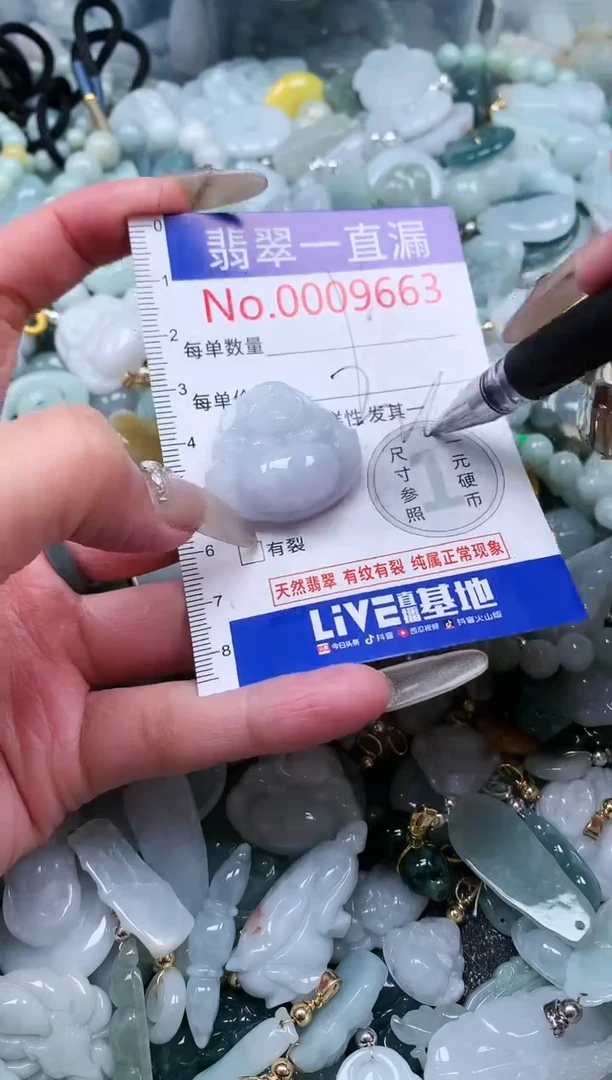 翡翠一直漏
No.0009663
0
1
2
3
4
6
7
8
每单数量
每单
样性 发其一
尺寸参照
1
一元硬币
有裂
天然翡翠 有纹有裂 纯属正常现象
LiVE直播基地
今日头条 抖音 西瓜视频 抖音火山版